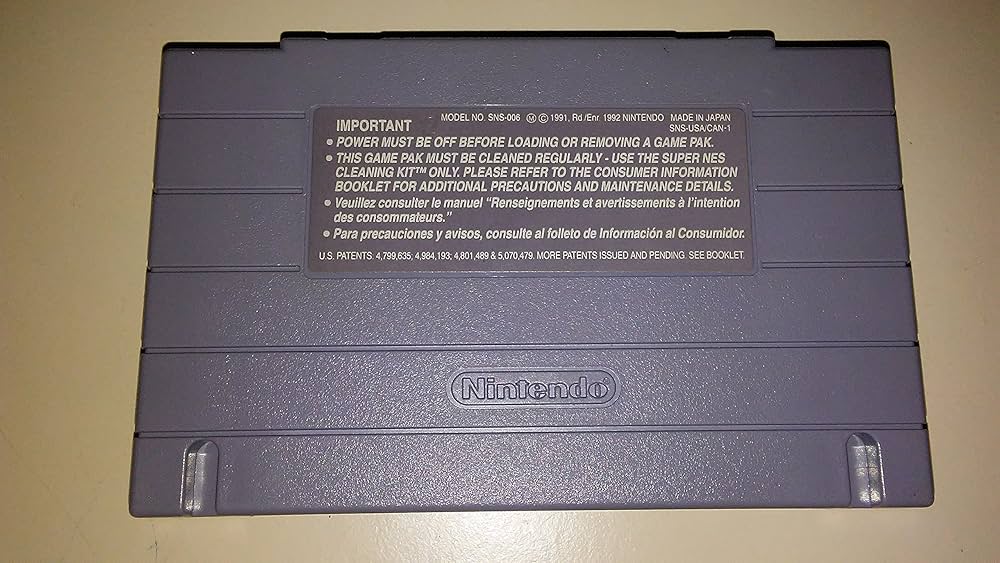 MODEL NO. SNS-006 Ⓜ Ⓒ 1991, Rd./Enr. 1992 NINTENDO MADE IN JAPAN
IMPORTANT SNS-USA/CAN-1
• POWER MUST BE OFF BEFORE LOADING OR REMOVING A GAME PAK.
• THIS GAME PAK MUST BE CLEANED REGULARLY - USE THE SUPER NES
CLEANING KIT™ ONLY. PLEASE REFER TO THE CONSUMER INFORMATION
BOOKLET FOR ADDITIONAL PRECAUTIONS AND MAINTENANCE DETAILS.
• Veuillez consulter le manuel “Renseignements et avertissements à l’intention
des consommateurs.”
• Para precauciones y avisos, consulte al folleto de Información al Consumidor.
U.S. PATENTS. 4,799,635; 4,984,193; 4,801,489 & 5,070,479. MORE PATENTS ISSUED AND PENDING. SEE BOOKLET.
Nintendo®